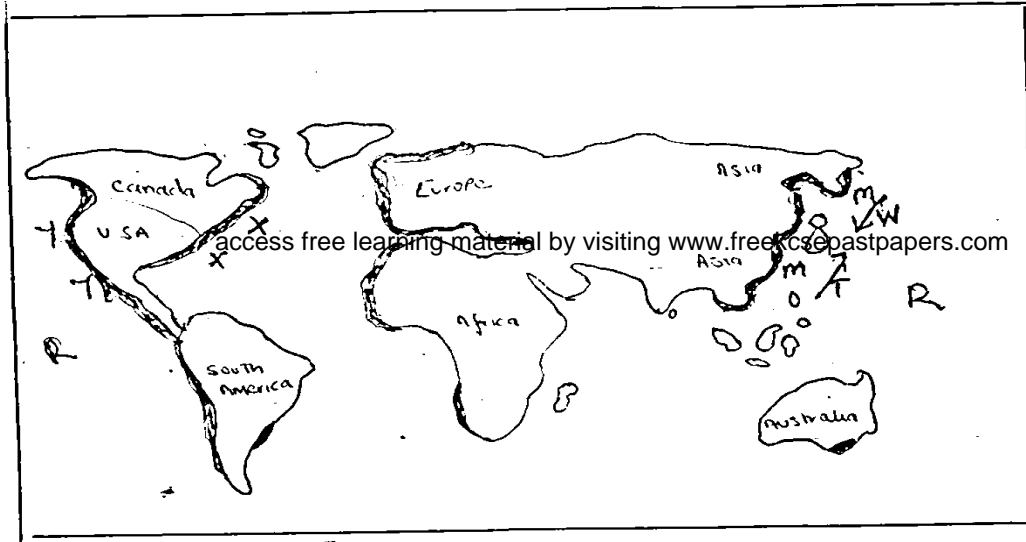 Canada
Europe
Asia
M
W
Y
USA
X
access free learning material by visiting www.freekcsepastpapers.com
X
Asia
M
Y
T
R
R
Africa
South
America
Australia